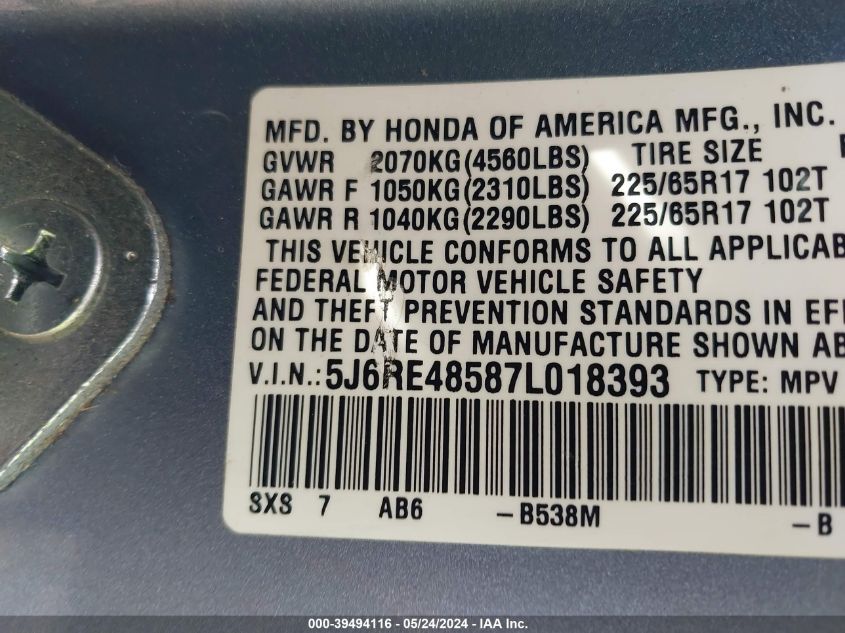 MFD. BY HONDA OF AMERICA MFG., INC.
GVWR 2070KG(4560LBS) TIRE SIZE
GAWR F 1050KG(2310LBS) 225/65R17 102T
GAWR R 1040KG(2290LBS) 225/65R17 102T
THIS VEHICLE CONFORMS TO ALL APPLICAB
FEDERAL MOTOR VEHICLE SAFETY
AND THEFT PREVENTION STANDARDS IN EFF
ON THE DATE OF MANUFACTURE SHOWN AB
V.I.N.: 5J6RE48587L018393 TYPE: MPV
SXS 7 AB6 -B538M -B
000-39494116 - 05/24/2024 - IAA Inc.